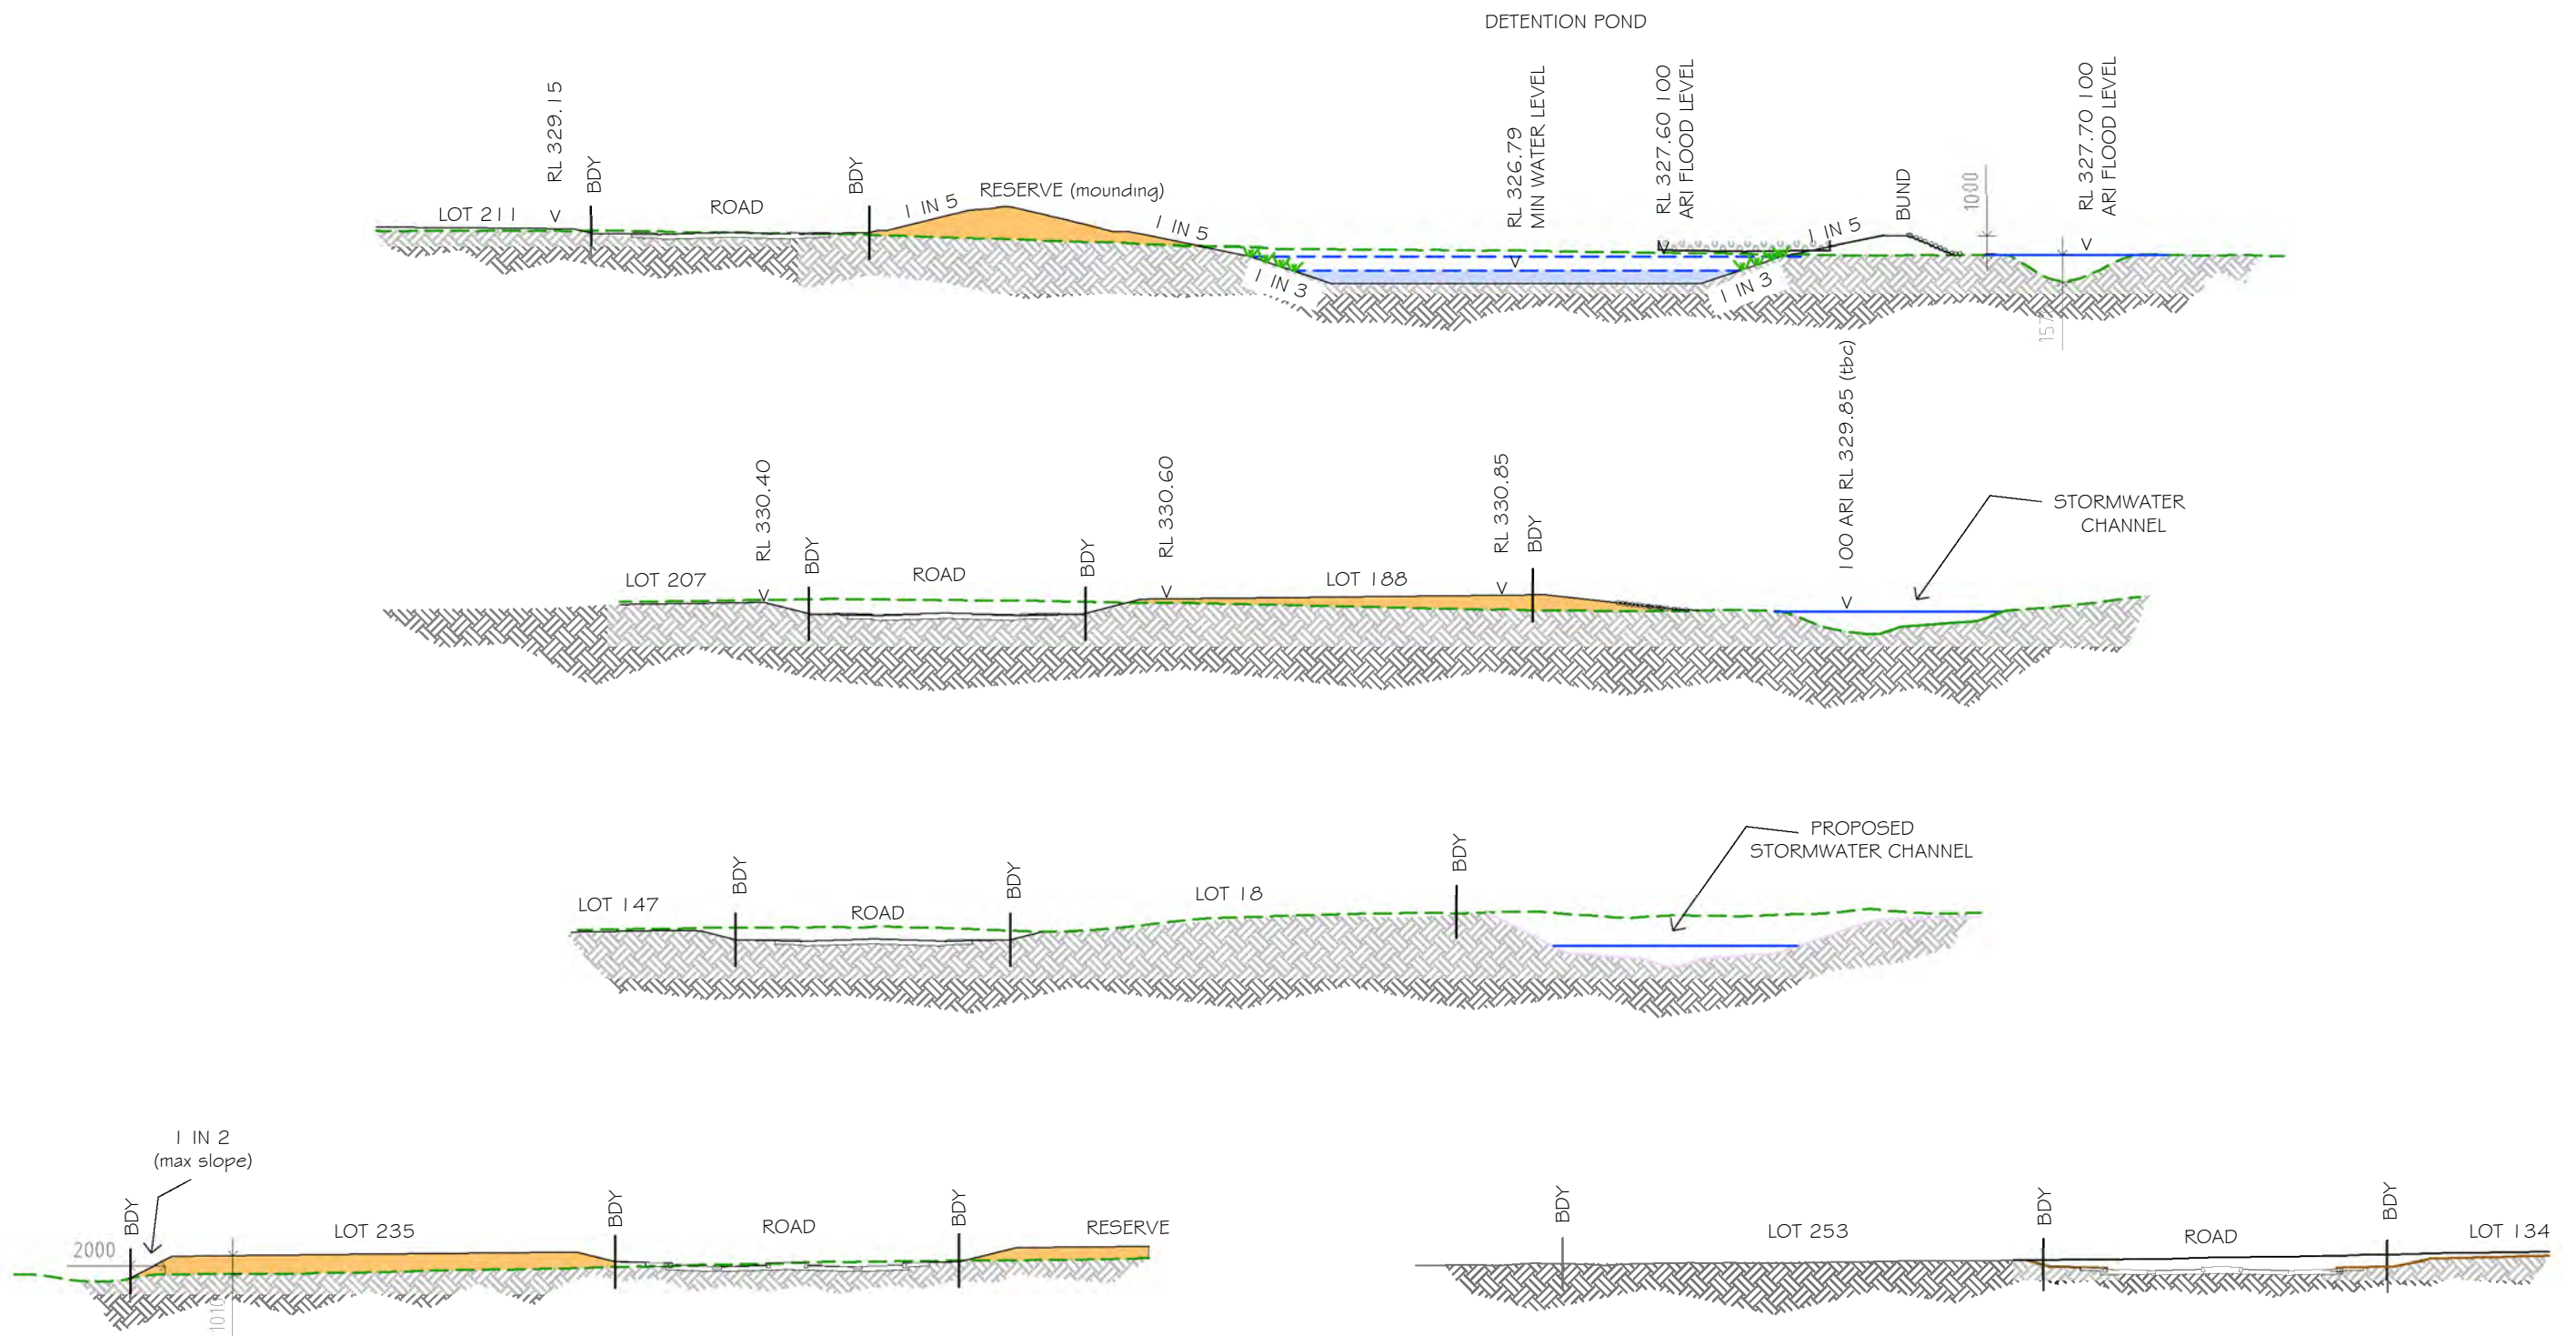 DETENTION POND
RL 329.15
BDY
BDY
RL 326.79
MIN WATER LEVEL
RL 327.60 100
ARI FLOOD LEVEL
BUND
1000
RL 327.70 100
ARI FLOOD LEVEL
LOT 211
ROAD
1 IN 5
RESERVE (mounding)
1 IN 5
1 IN 5
1 IN 3
1 IN 3
157
RL 330.40
BDY
BDY
RL 330.60
RL 330.85
BDY
100 ARI RL 329.85 (tbc)
STORMWATER
CHANNEL
LOT 207
ROAD
LOT 188
PROPOSED
STORMWATER CHANNEL
BDY
BDY
BDY
LOT 147
ROAD
LOT 18
1 IN 2
(max slope)
BDY
BDY
BDY
2000
LOT 235
ROAD
RESERVE
1010
BDY
BDY
BDY
LOT 253
ROAD
LOT 134